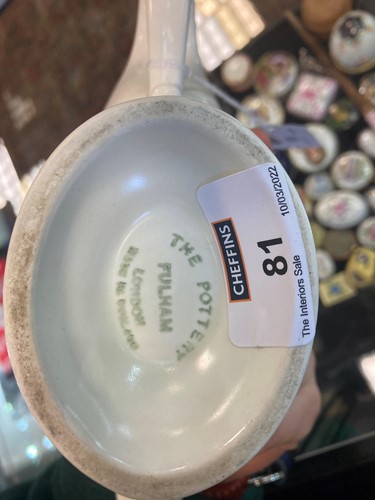 THE POTTERY
FULHAM
LONDON
MADE IN ENGLAND
CHEFFINS
81
10/03/2022
The Interiors Sale